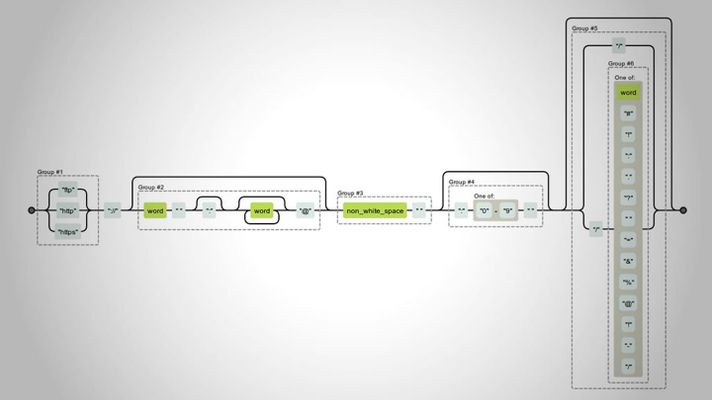 Group #1
"ftp"
"http"
"https"
"://"
Group #2
word
word
"@"
Group #3
non_white_space
Group #4
One of:
"0" - "9"
Group #5
"/"
"/"
Group #6
One of:
word
"#"
"!"
":"
"."
"?"
"="
"&"
"%"
"@"
"!"
"-"
"/"